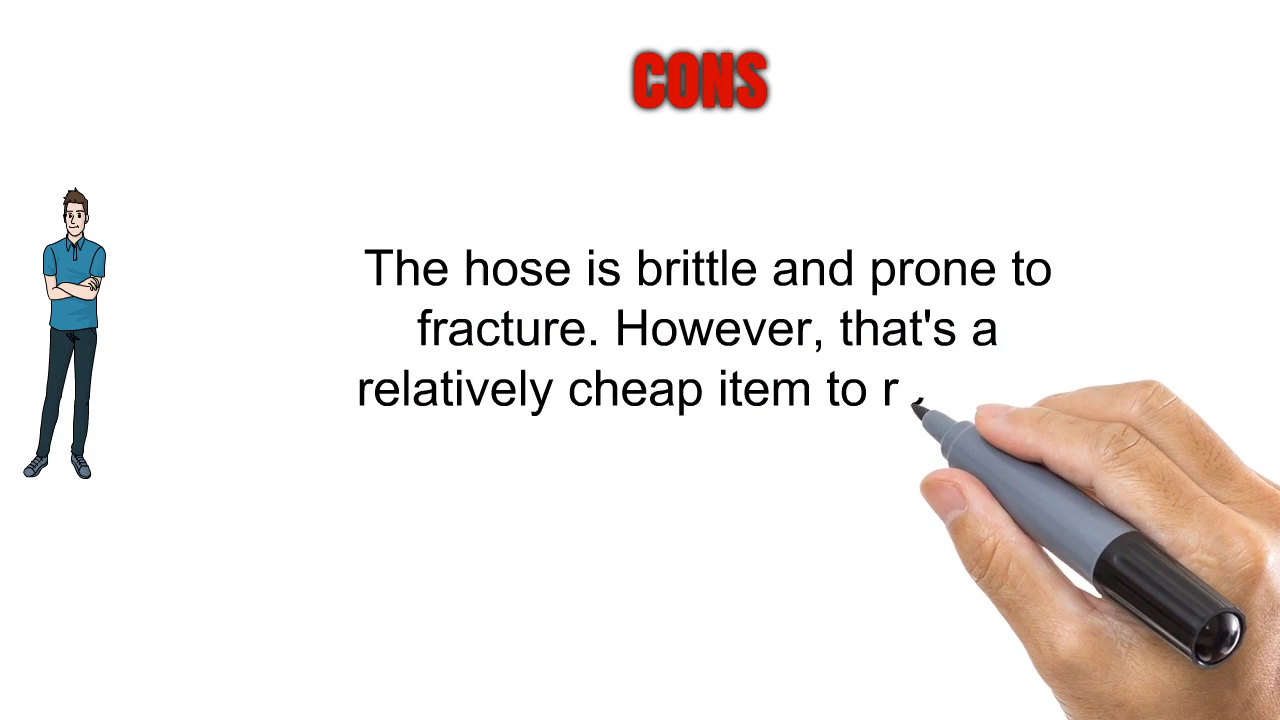 CONS
The hose is brittle and prone to
fracture. However, that's a
relatively cheap item to r